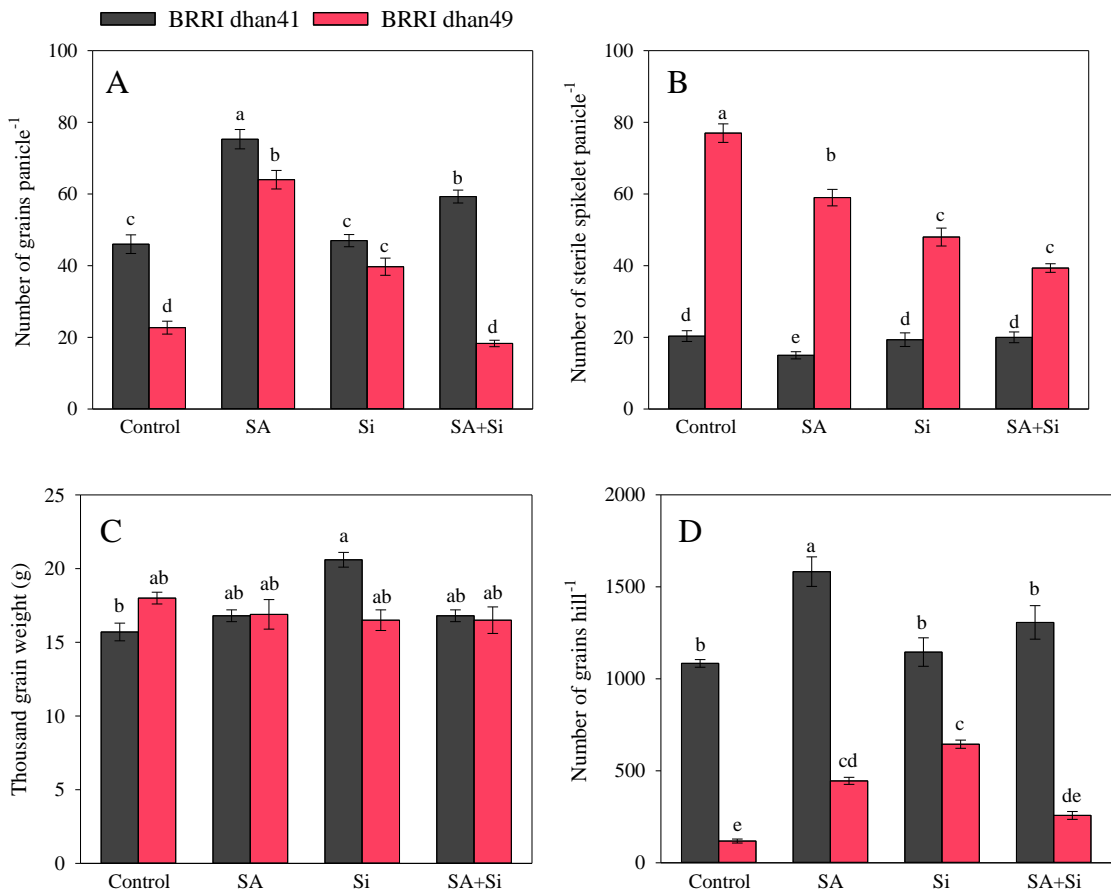 BRRI dhan41 BRRI dhan49
A
Number of grains panicle⁻¹
100
80
60
40
20
0
c d a b c c b d
Control SA Si SA+Si
B
Number of sterile spikelet panicle⁻¹
100
80
60
40
20
0
d a e b d c d c
Control SA Si SA+Si
C
Thousand grain weight (g)
25
20
15
10
5
0
b ab ab ab a ab ab ab
Control SA Si SA+Si
D
Number of grains hill⁻¹
2000
1500
1000
500
0
b e a cd b c b de
Control SA Si SA+Si